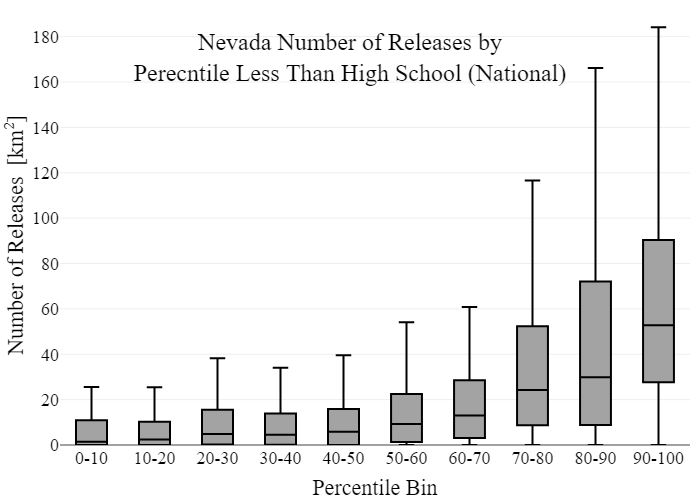 Nevada Number of Releases by
Perecntile Less Than High School (National)
Number of Releases [km²]
180
160
140
120
100
80
60
40
20
0
0-10 10-20 20-30 30-40 40-50 50-60 60-70 70-80 80-90 90-100
Percentile Bin